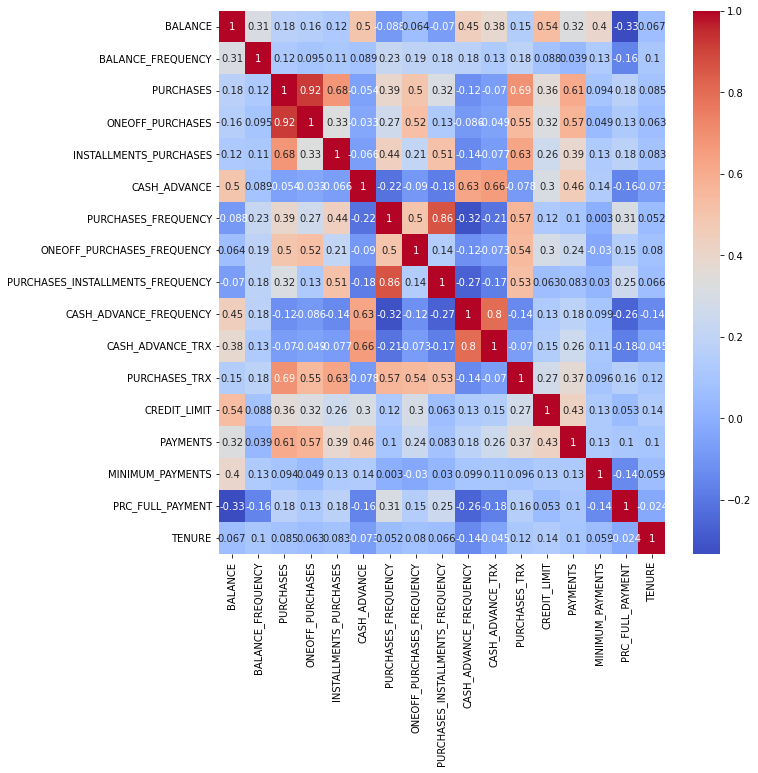 BALANCE 1 0.31 0.18 0.16 0.12 0.5 -0.088 0.064 -0.07 0.45 0.38 0.15 0.54 0.32 0.4 -0.33 0.067
BALANCE_FREQUENCY 0.31 1 0.12 0.095 0.11 0.089 0.23 0.19 0.18 0.18 0.13 0.18 0.088 0.039 0.13 -0.16 0.1
PURCHASES 0.18 0.12 1 0.92 0.68 -0.054 0.39 0.5 0.32 -0.12 -0.07 0.69 0.36 0.61 0.094 0.18 0.085
ONEOFF_PURCHASES 0.16 0.095 0.92 1 0.33 -0.033 0.27 0.52 0.13 -0.086 -0.049 0.55 0.32 0.57 0.049 0.13 0.063
INSTALLMENTS_PURCHASES 0.12 0.11 0.68 0.33 1 -0.066 0.44 0.21 0.51 -0.14 -0.077 0.63 0.26 0.39 0.13 0.18 0.083
CASH_ADVANCE 0.5 0.089 -0.054 -0.033 -0.066 1 -0.22 -0.09 -0.18 0.63 0.66 -0.078 0.3 0.46 0.14 -0.16 -0.073
PURCHASES_FREQUENCY -0.088 0.23 0.39 0.27 0.44 -0.22 1 0.5 0.86 -0.32 -0.21 0.57 0.12 0.1 0.003 0.31 0.052
ONEOFF_PURCHASES_FREQUENCY 0.064 0.19 0.5 0.52 0.21 -0.09 0.5 1 0.14 -0.12 -0.073 0.54 0.3 0.24 -0.03 0.15 0.08
PURCHASES_INSTALLMENTS_FREQUENCY -0.07 0.18 0.32 0.13 0.51 -0.18 0.86 0.14 1 -0.27 -0.17 0.53 0.063 0.083 0.03 0.25 0.066
CASH_ADVANCE_FREQUENCY 0.45 0.18 -0.12 -0.086 -0.14 0.63 -0.32 -0.12 -0.27 1 0.8 -0.14 0.13 0.18 0.099 -0.26 -0.14
CASH_ADVANCE_TRX 0.38 0.13 -0.07 -0.049 -0.077 0.66 -0.21 -0.073 -0.17 0.8 1 -0.07 0.15 0.26 0.11 -0.18 -0.045
PURCHASES_TRX 0.15 0.18 0.69 0.55 0.63 -0.078 0.57 0.54 0.53 -0.14 -0.07 1 0.27 0.37 0.096 0.16 0.12
CREDIT_LIMIT 0.54 0.088 0.36 0.32 0.26 0.3 0.12 0.3 0.063 0.13 0.15 0.27 1 0.43 0.13 0.053 0.14
PAYMENTS 0.32 0.039 0.61 0.57 0.39 0.46 0.1 0.24 0.083 0.18 0.26 0.37 0.43 1 0.13 0.1 0.1
MINIMUM_PAYMENTS 0.4 0.13 0.094 0.049 0.13 0.14 0.003 -0.03 0.03 0.099 0.11 0.096 0.13 0.13 1 -0.14 0.059
PRC_FULL_PAYMENT -0.33 -0.16 0.18 0.13 0.18 -0.16 0.31 0.15 0.25 -0.26 -0.18 0.16 0.053 0.1 -0.14 1 -0.024
TENURE 0.067 0.1 0.085 0.063 0.083 -0.073 0.052 0.08 0.066 -0.14 -0.045 0.12 0.14 0.1 0.059 -0.024 1
BALANCE
BALANCE_FREQUENCY
PURCHASES
ONEOFF_PURCHASES
INSTALLMENTS_PURCHASES
CASH_ADVANCE
PURCHASES_FREQUENCY
ONEOFF_PURCHASES_FREQUENCY
PURCHASES_INSTALLMENTS_FREQUENCY
CASH_ADVANCE_FREQUENCY
CASH_ADVANCE_TRX
PURCHASES_TRX
CREDIT_LIMIT
PAYMENTS
MINIMUM_PAYMENTS
PRC_FULL_PAYMENT
TENURE
1.0
0.8
0.6
0.4
0.2
0.0
−0.2